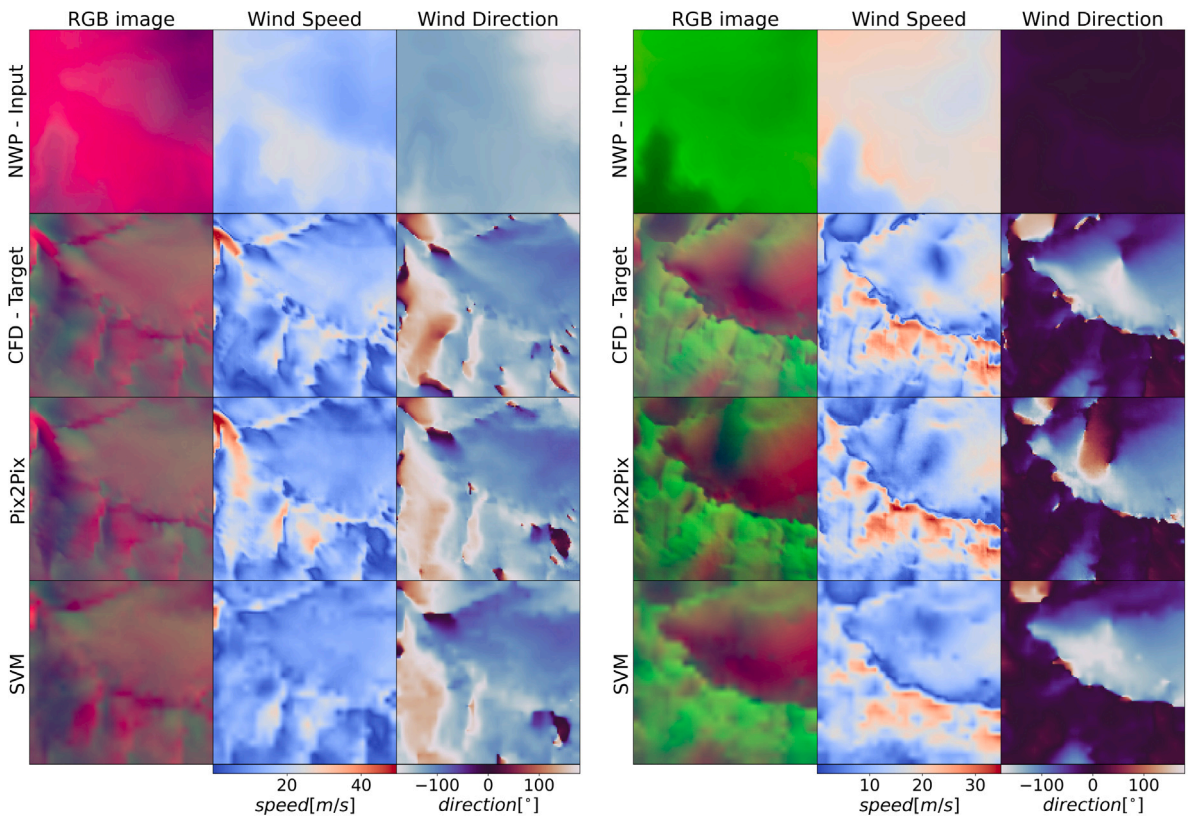 RGB image Wind Speed Wind Direction RGB image Wind Speed Wind Direction
NWP - Input NWP - Input
CFD - Target CFD - Target
Pix2Pix Pix2Pix
SVM SVM
20 40 −100 0 100 10 20 30 −100 0 100
speed[m/s] direction[°] speed[m/s] direction[°]